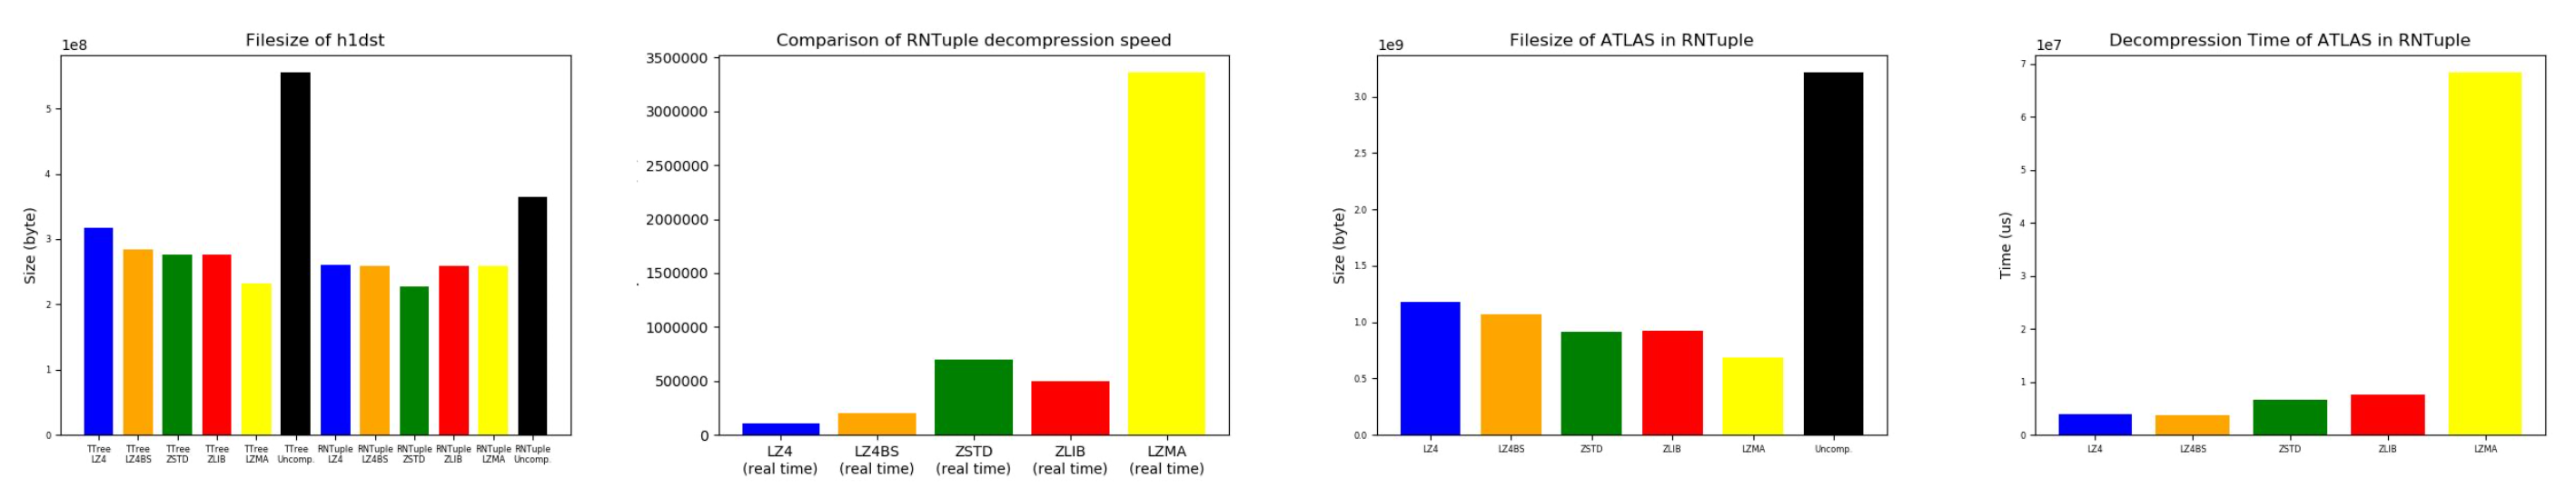 Filesize of h1dst
1e8
Size (byte)
5
4
3
2
1
0
TTree LZ4
TTree LZ4BS
TTree ZSTD
TTree ZLIB
TTree LZMA
TTree Uncomp.
RNTuple LZ4
RNTuple LZ4BS
RNTuple ZSTD
RNTuple ZLIB
RNTuple LZMA
RNTuple Uncomp.
Comparison of RNTuple decompression speed
3500000
3000000
2500000
2000000
1500000
1000000
500000
0
LZ4 (real time)
LZ4BS (real time)
ZSTD (real time)
ZLIB (real time)
LZMA (real time)
Filesize of ATLAS in RNTuple
1e9
Size (byte)
3.0
2.5
2.0
1.5
1.0
0.5
0.0
LZ4
LZ4BS
ZSTD
ZLIB
LZMA
Uncomp.
Decompression Time of ATLAS in RNTuple
1e7
Time (us)
7
6
5
4
3
2
1
0
LZ4
LZ4BS
ZSTD
ZLIB
LZMA